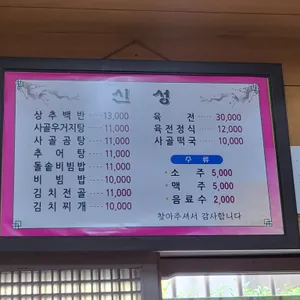 신성
상추백반 ···· 13,000
사골우거지탕 ···· 11,000
사골곰탕 ···· 11,000
추어탕 ···· 11,000
돌솥비빔밥 ···· 11,000
비빔밥 ···· 10,000
김치전골 ···· 11,000
김치찌개 ···· 10,000
육전 ···· 30,000
육전정식 ···· 12,000
사골떡국 ···· 10,000
주류
· 소주 5,000
· 맥주 5,000
· 음료수 2,000
찾아주셔서 감사합니다